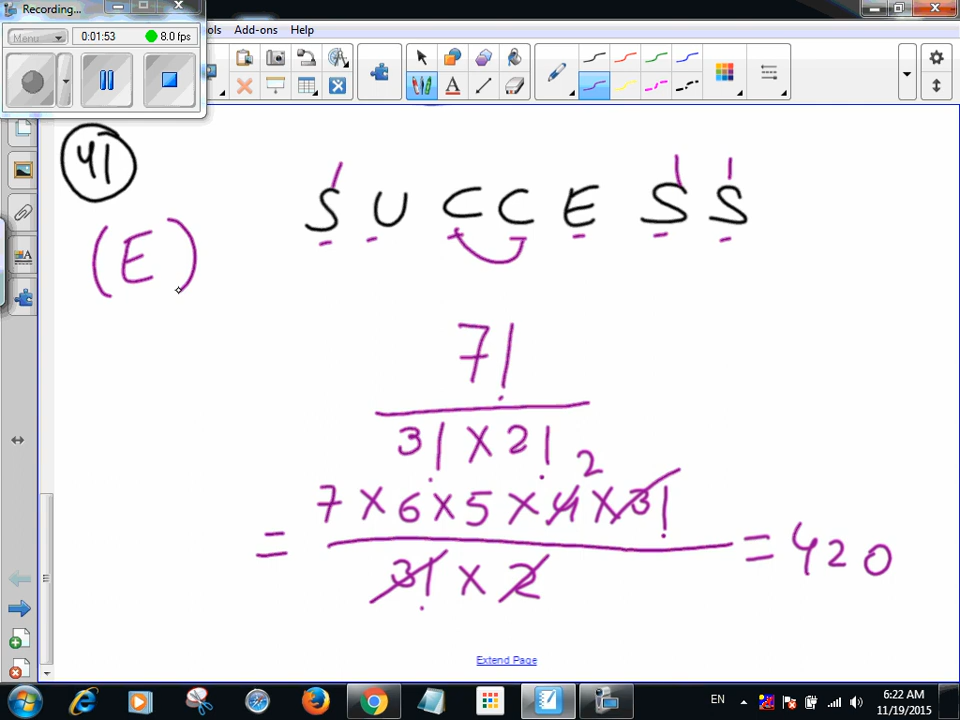 Recording...
Menu
0:01:53
8.0 fps
ols Add-ons Help
41
S U C C E S S
(E)
7!
3! X 2!
2
7 X 6 X 5 X 4 X 3!
= = 420
3! X 2
Extend Page
EN
6:22 AM
11/19/2015